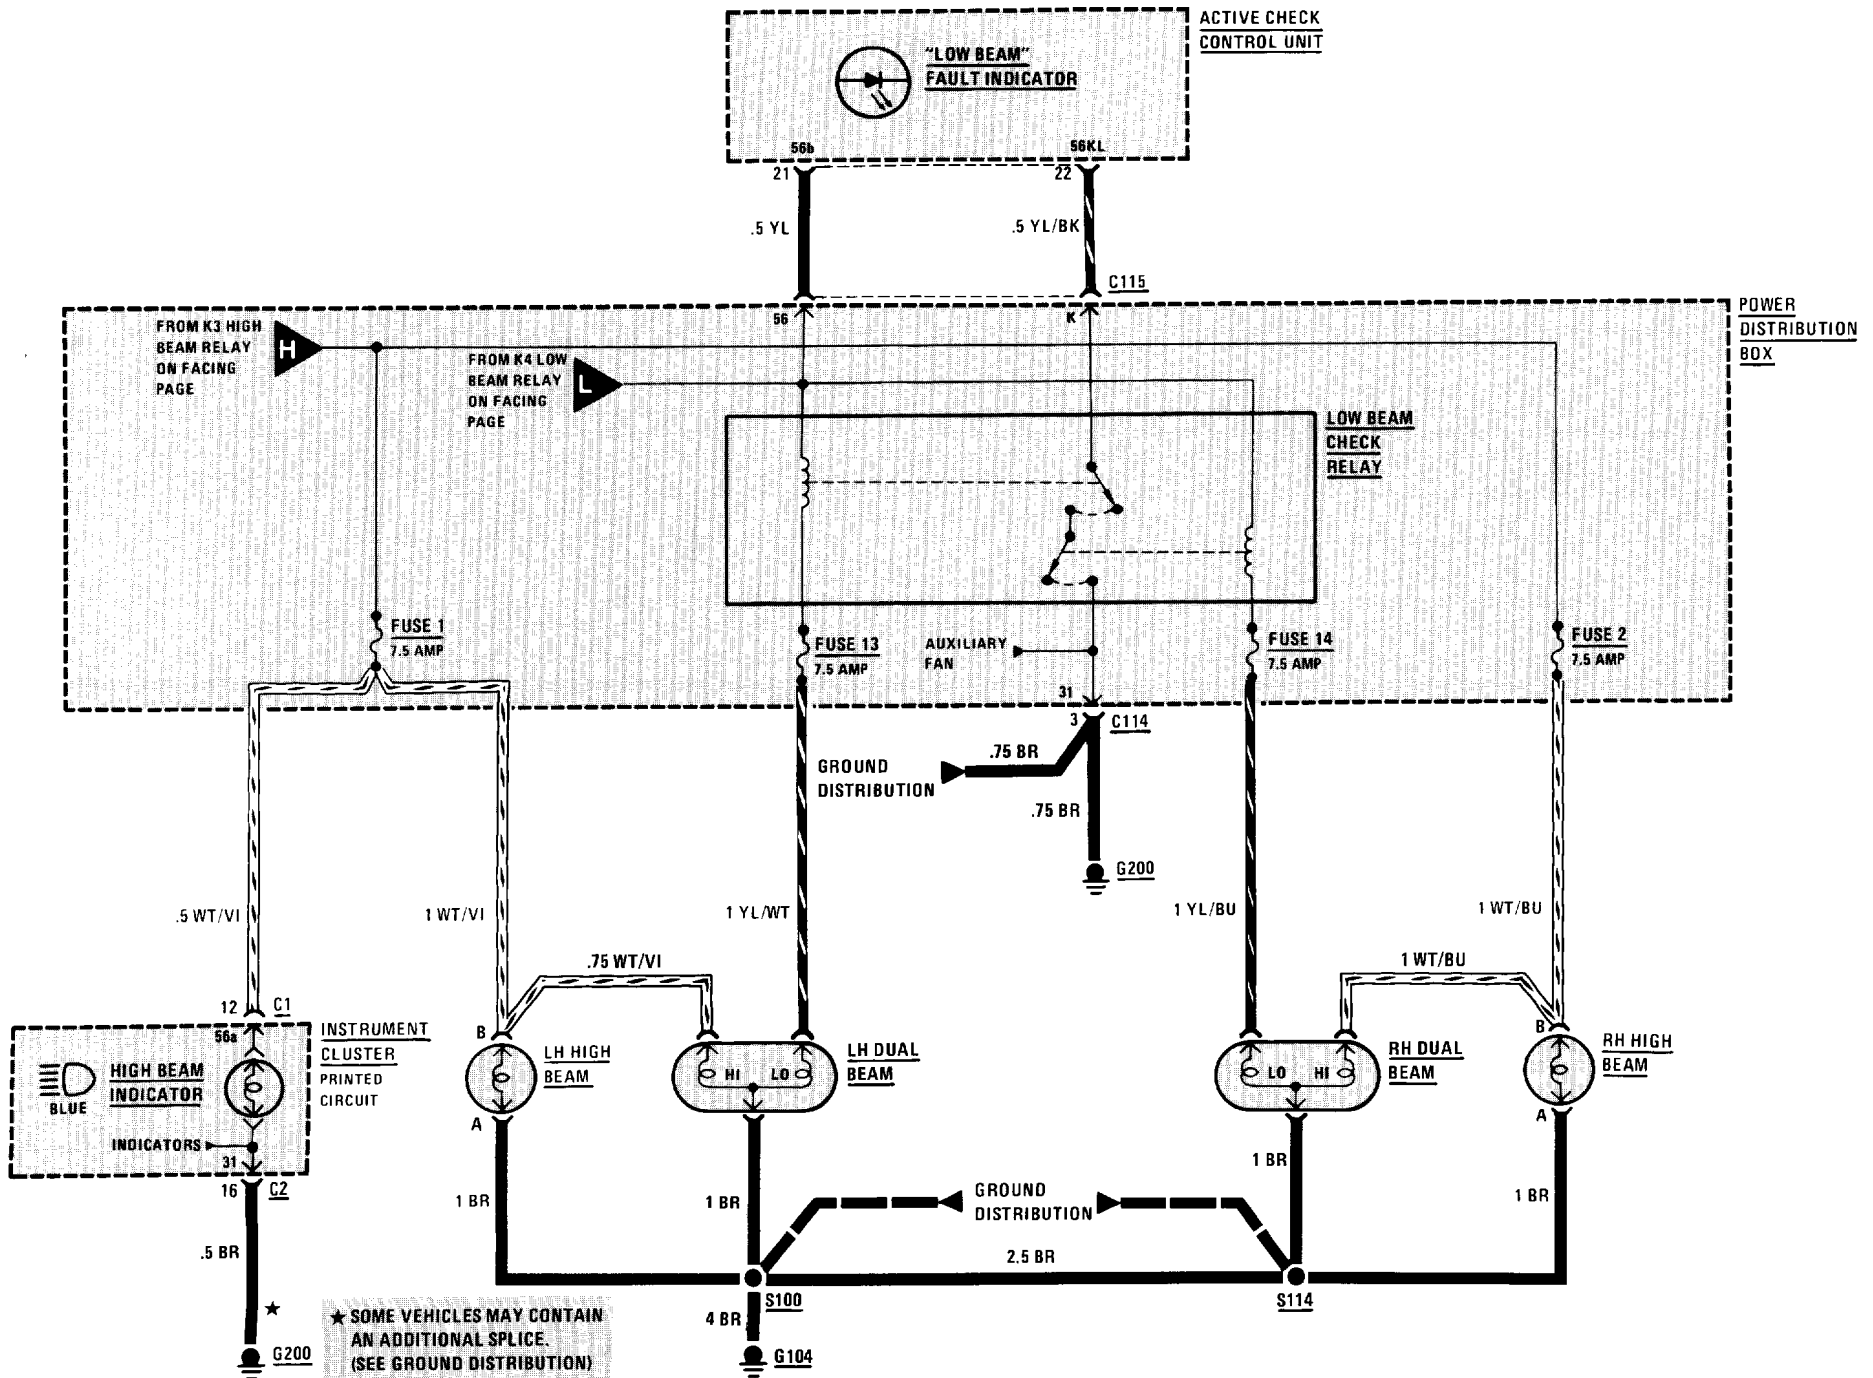 ACTIVE CHECK
CONTROL UNIT
"LOW BEAM"
FAULT INDICATOR
56b
56KL
21
22
.5 YL
.5 YL/BK
C115
POWER
DISTRIBUTION
BOX
56
K
FROM K3 HIGH
BEAM RELAY
ON FACING
PAGE
H
FROM K4 LOW
BEAM RELAY
ON FACING
PAGE
L
LOW BEAM
CHECK
RELAY
FUSE 1
7.5 AMP
FUSE 13
7.5 AMP
AUXILIARY
FAN
FUSE 14
7.5 AMP
FUSE 2
7.5 AMP
31
3
C114
.75 BR
GROUND
DISTRIBUTION
.75 BR
G200
.5 WT/VI
1 WT/VI
1 YL/WT
1 YL/BU
1 WT/BU
.75 WT/VI
1 WT/BU
12
C1
56a
INSTRUMENT
CLUSTER
PRINTED
CIRCUIT
HIGH BEAM
INDICATOR
BLUE
INDICATORS
31
16
C2
B
LH HIGH
BEAM
A
HI
LO
LH DUAL
BEAM
LO
HI
RH DUAL
BEAM
B
RH HIGH
BEAM
A
1 BR
1 BR
1 BR
1 BR
GROUND
DISTRIBUTION
2.5 BR
.5 BR
S100
S114
4 BR
G104
G200
★
★ SOME VEHICLES MAY CONTAIN
AN ADDITIONAL SPLICE.
(SEE GROUND DISTRIBUTION)